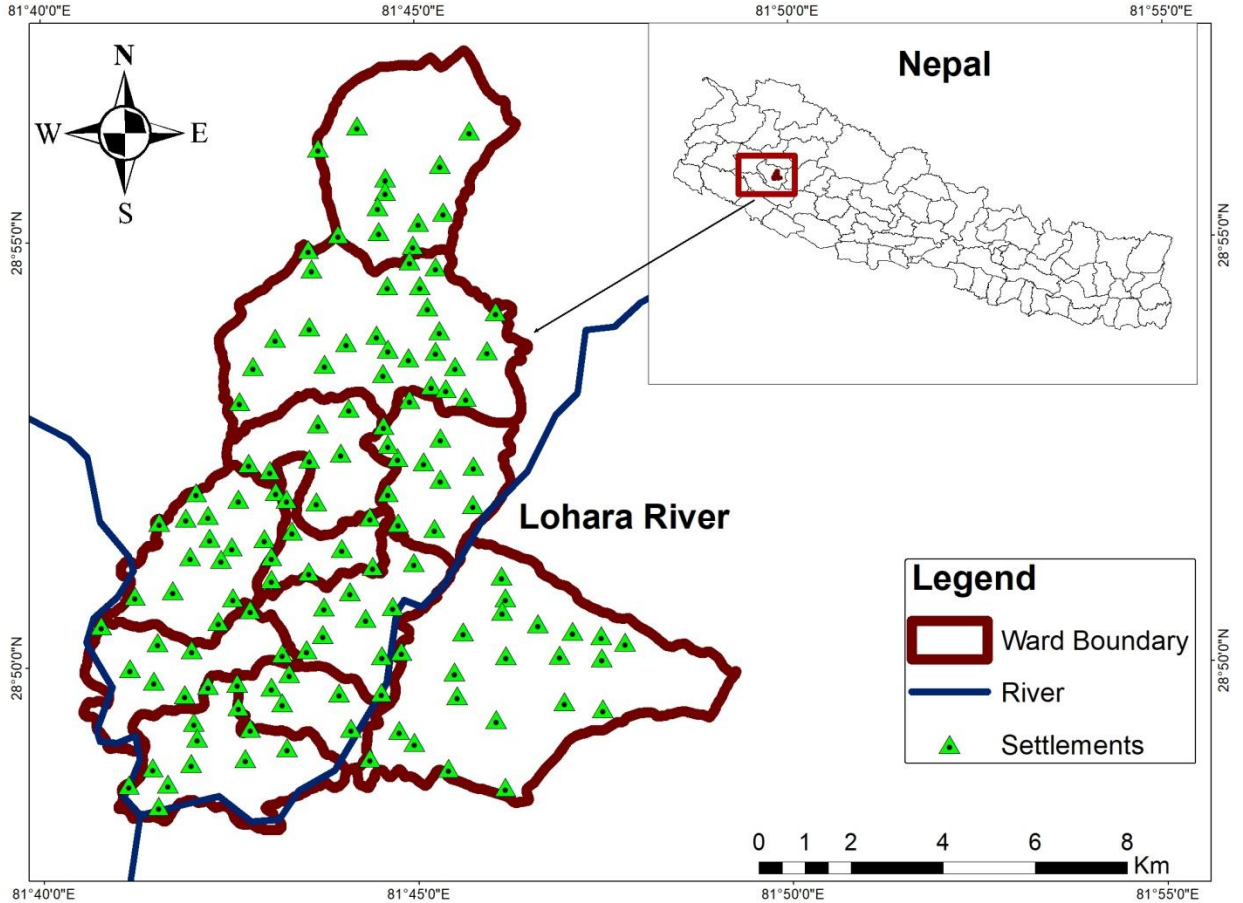 81°40'0"E
81°45'0"E
81°50'0"E
81°55'0"E
N
W
E
S
Nepal
28°55'0"N
28°55'0"N
Lohara River
Legend
Ward Boundary
River
Settlements
28°50'0"N
28°50'0"N
0 1 2 4 6 8
Km
81°40'0"E
81°45'0"E
81°50'0"E
81°55'0"E